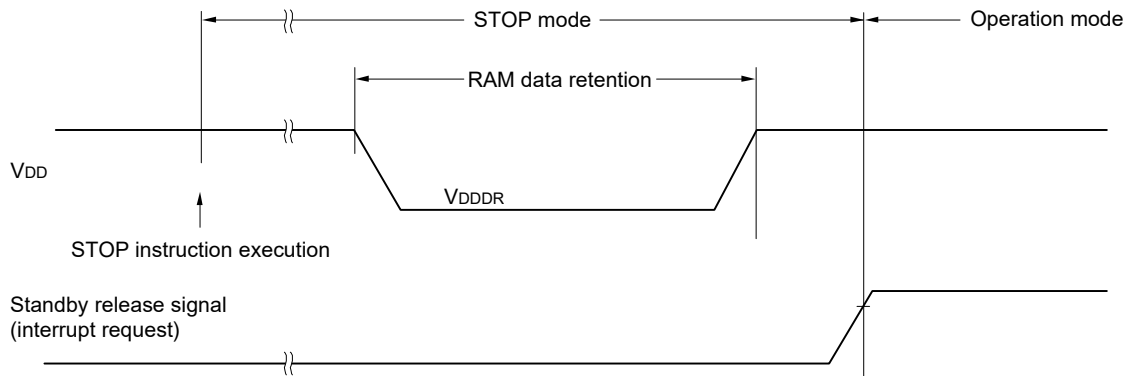 STOP mode
Operation mode
RAM data retention
VDD
VDDDR
STOP instruction execution
Standby release signal
(interrupt request)